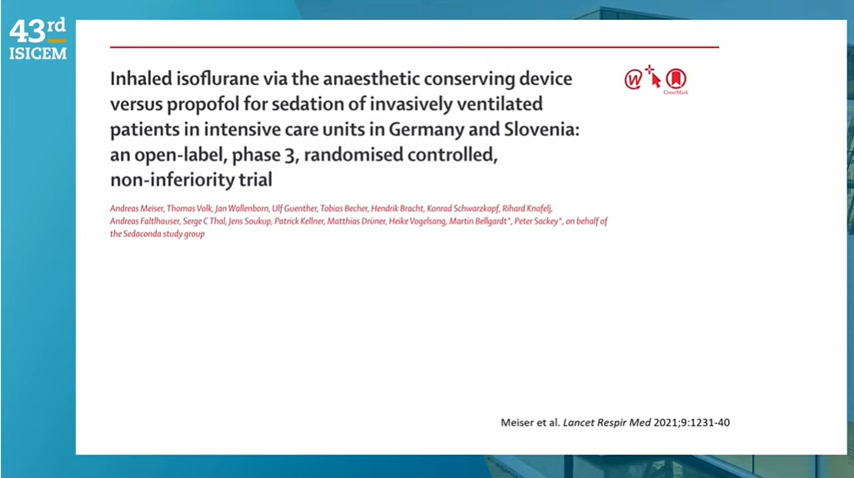 43rd
ISICEM
Inhaled isoflurane via the anaesthetic conserving device
versus propofol for sedation of invasively ventilated
patients in intensive care units in Germany and Slovenia:
an open-label, phase 3, randomised controlled,
non-inferiority trial
W
CrossMark
Andreas Meiser, Thomas Volk, Jan Wallenborn, Ulf Guenther, Tobias Becher, Hendrik Bracht, Konrad Schwarzkopf, Rihard Knafelj,
Andreas Faltlhauser, Serge C Thal, Jens Soukup, Patrick Kellner, Matthias Drüner, Heike Vogelsang, Martin Bellgardt*, Peter Sackey*, on behalf of
the Sedaconda study group
Meiser et al. Lancet Respir Med 2021;9:1231-40